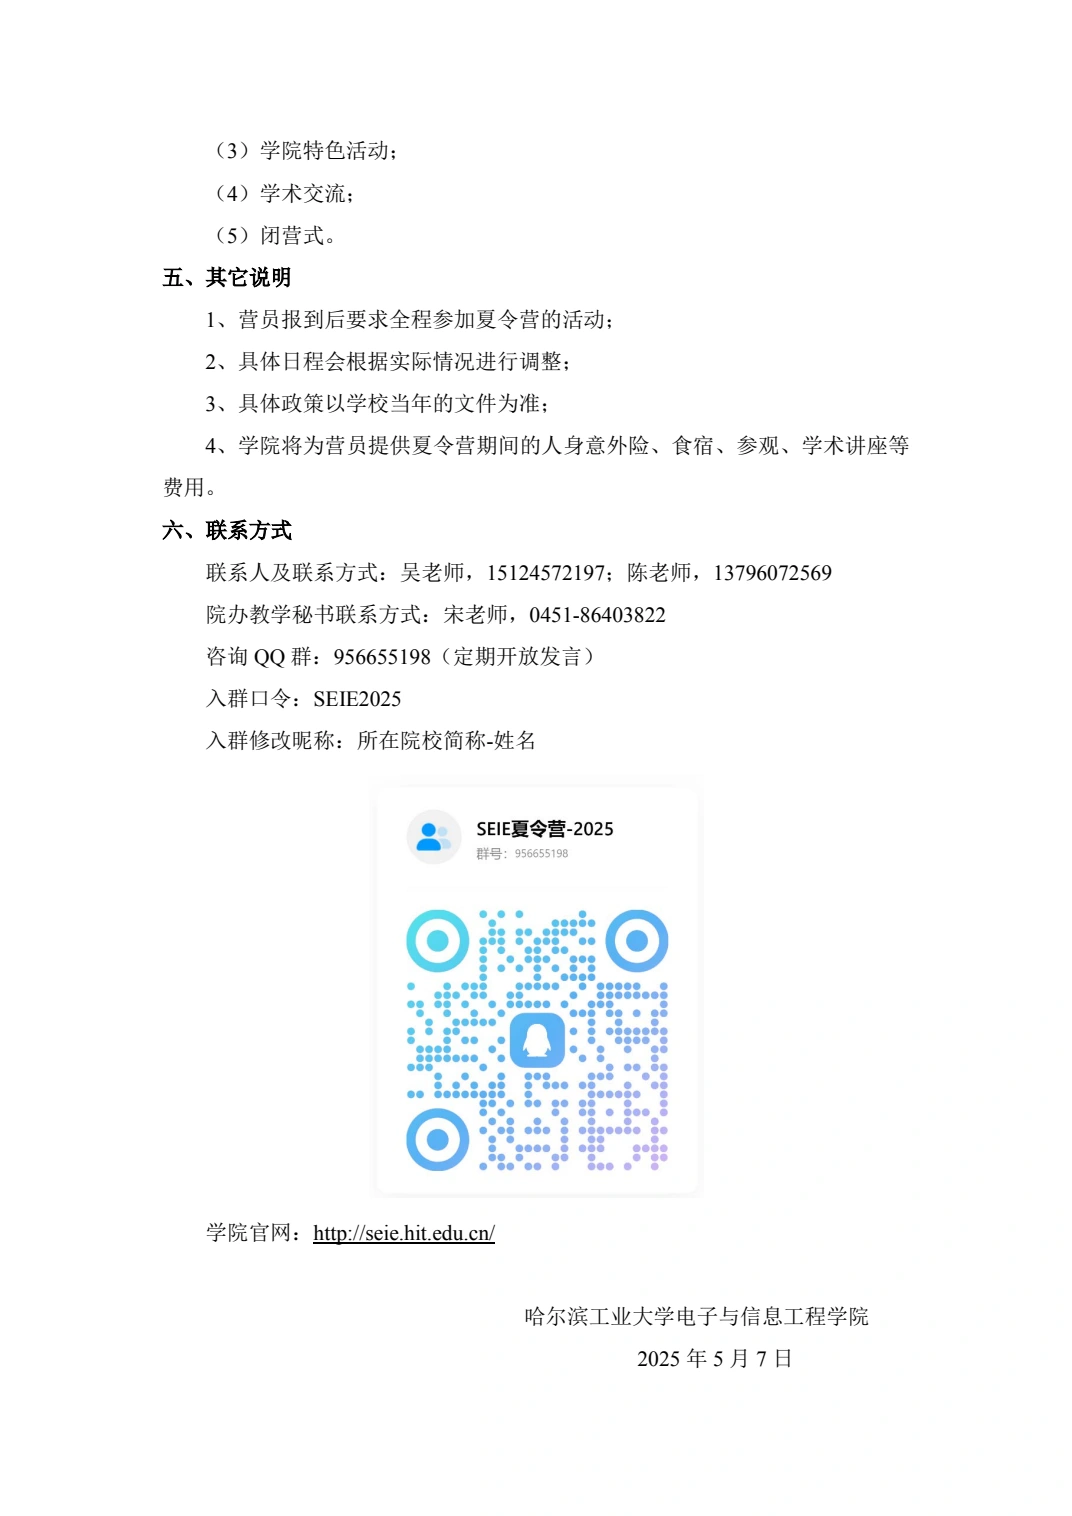 （3）学院特色活动；
（4）学术交流；
（5）闭营式。
五、其它说明
1、营员报到后要求全程参加夏令营的活动；
2、具体日程会根据实际情况进行调整；
3、具体政策以学校当年的文件为准；
4、学院将为营员提供夏令营期间的人身意外险、食宿、参观、学术讲座等
费用。
六、联系方式
联系人及联系方式：吴老师，15124572197；陈老师，13796072569
院办教学秘书联系方式：宋老师，0451-86403822
咨询 QQ 群：956655198（定期开放发言）
入群口令：SEIE2025
入群修改昵称：所在院校简称-姓名
SEIE夏令营-2025
群号：956655198
学院官网：http://seie.hit.edu.cn/
哈尔滨工业大学电子与信息工程学院
2025 年 5 月 7 日